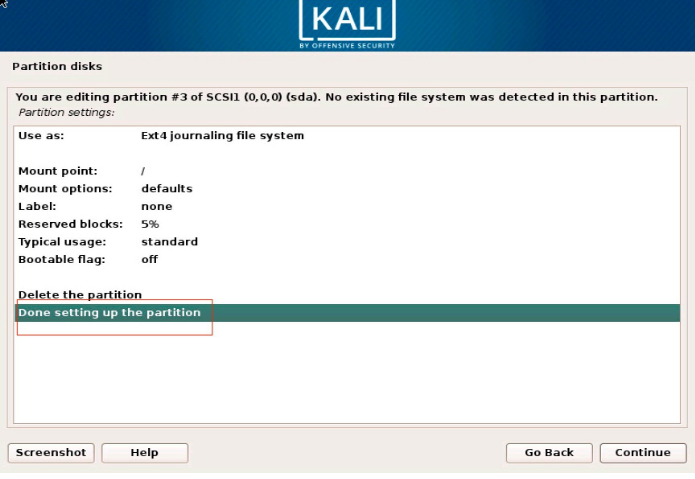 KALI
BY OFFENSIVE SECURITY
Partition disks
You are editing partition #3 of SCSI1 (0,0,0) (sda). No existing file system was detected in this partition.
Partition settings:
Use as: Ext4 journaling file system
Mount point: /
Mount options: defaults
Label: none
Reserved blocks: 5%
Typical usage: standard
Bootable flag: off
Delete the partition
Done setting up the partition
Screenshot Help Go Back Continue